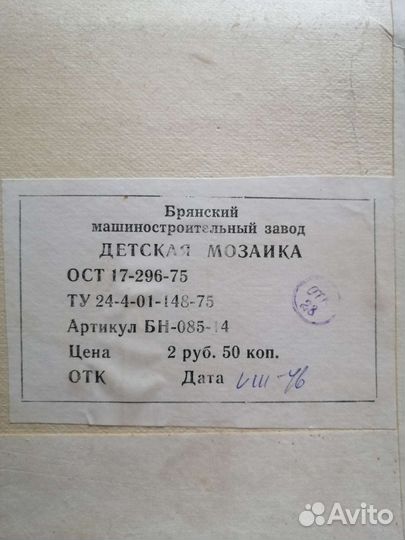 Брянский
машиностроительный завод
ДЕТСКАЯ МОЗАИКА
ОСТ 17-296-75
ТУ 24-4-01-148-75
ОТК
28
Артикул БН-085-14
Цена 2 руб. 50 коп.
ОТК Дата VIII-76
Avito